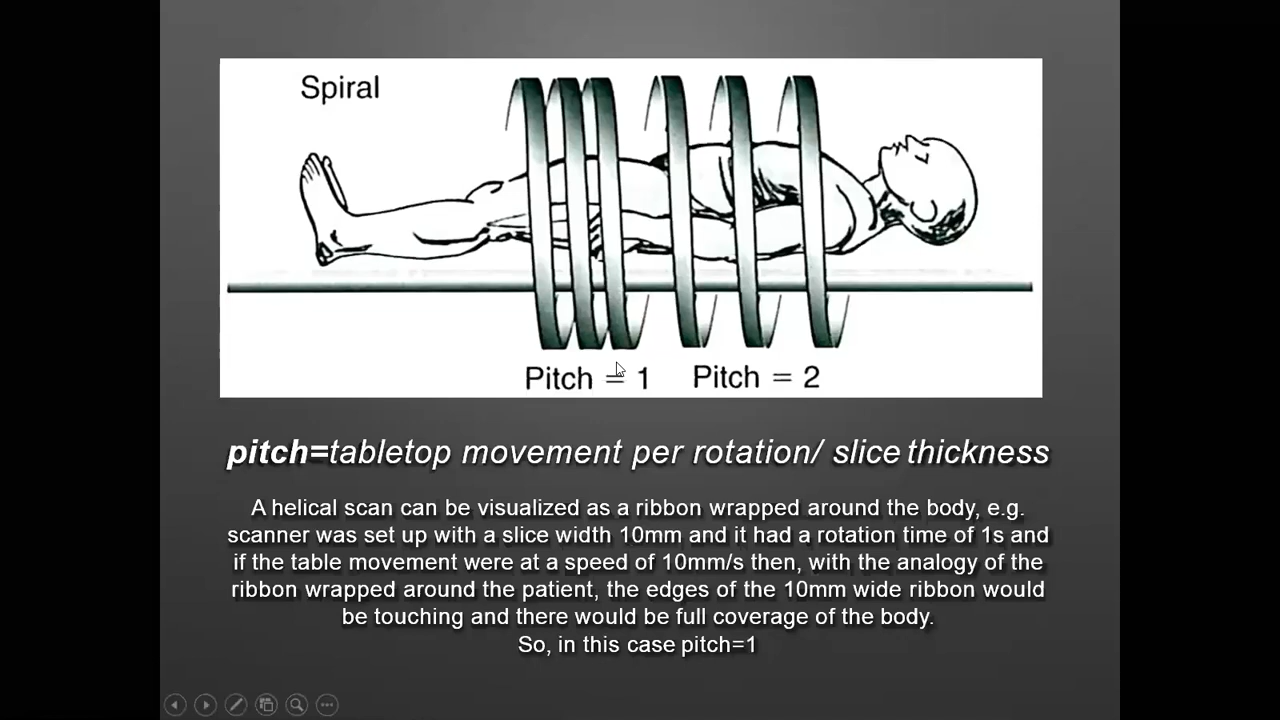 Spiral
Pitch = 1
Pitch = 2
pitch=tabletop movement per rotation/ slice thickness
A helical scan can be visualized as a ribbon wrapped around the body, e.g.
scanner was set up with a slice width 10mm and it had a rotation time of 1s and
if the table movement were at a speed of 10mm/s then, with the analogy of the
ribbon wrapped around the patient, the edges of the 10mm wide ribbon would
be touching and there would be full coverage of the body.
So, in this case pitch=1